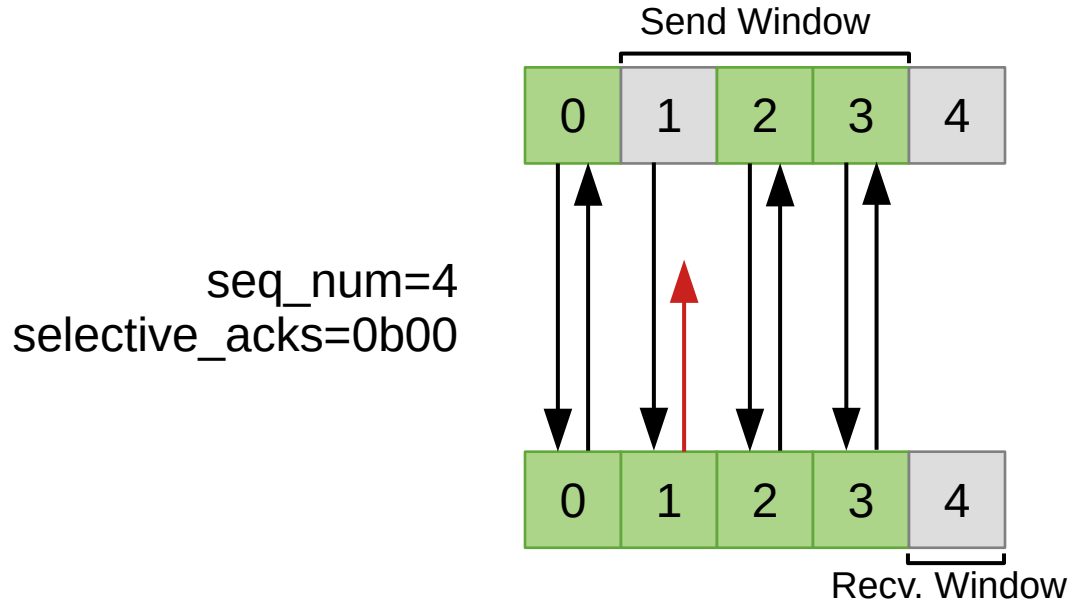 Send Window
0 1 2 3 4
seq_num=4
selective_acks=0b00
0 1 2 3 4
Recv. Window